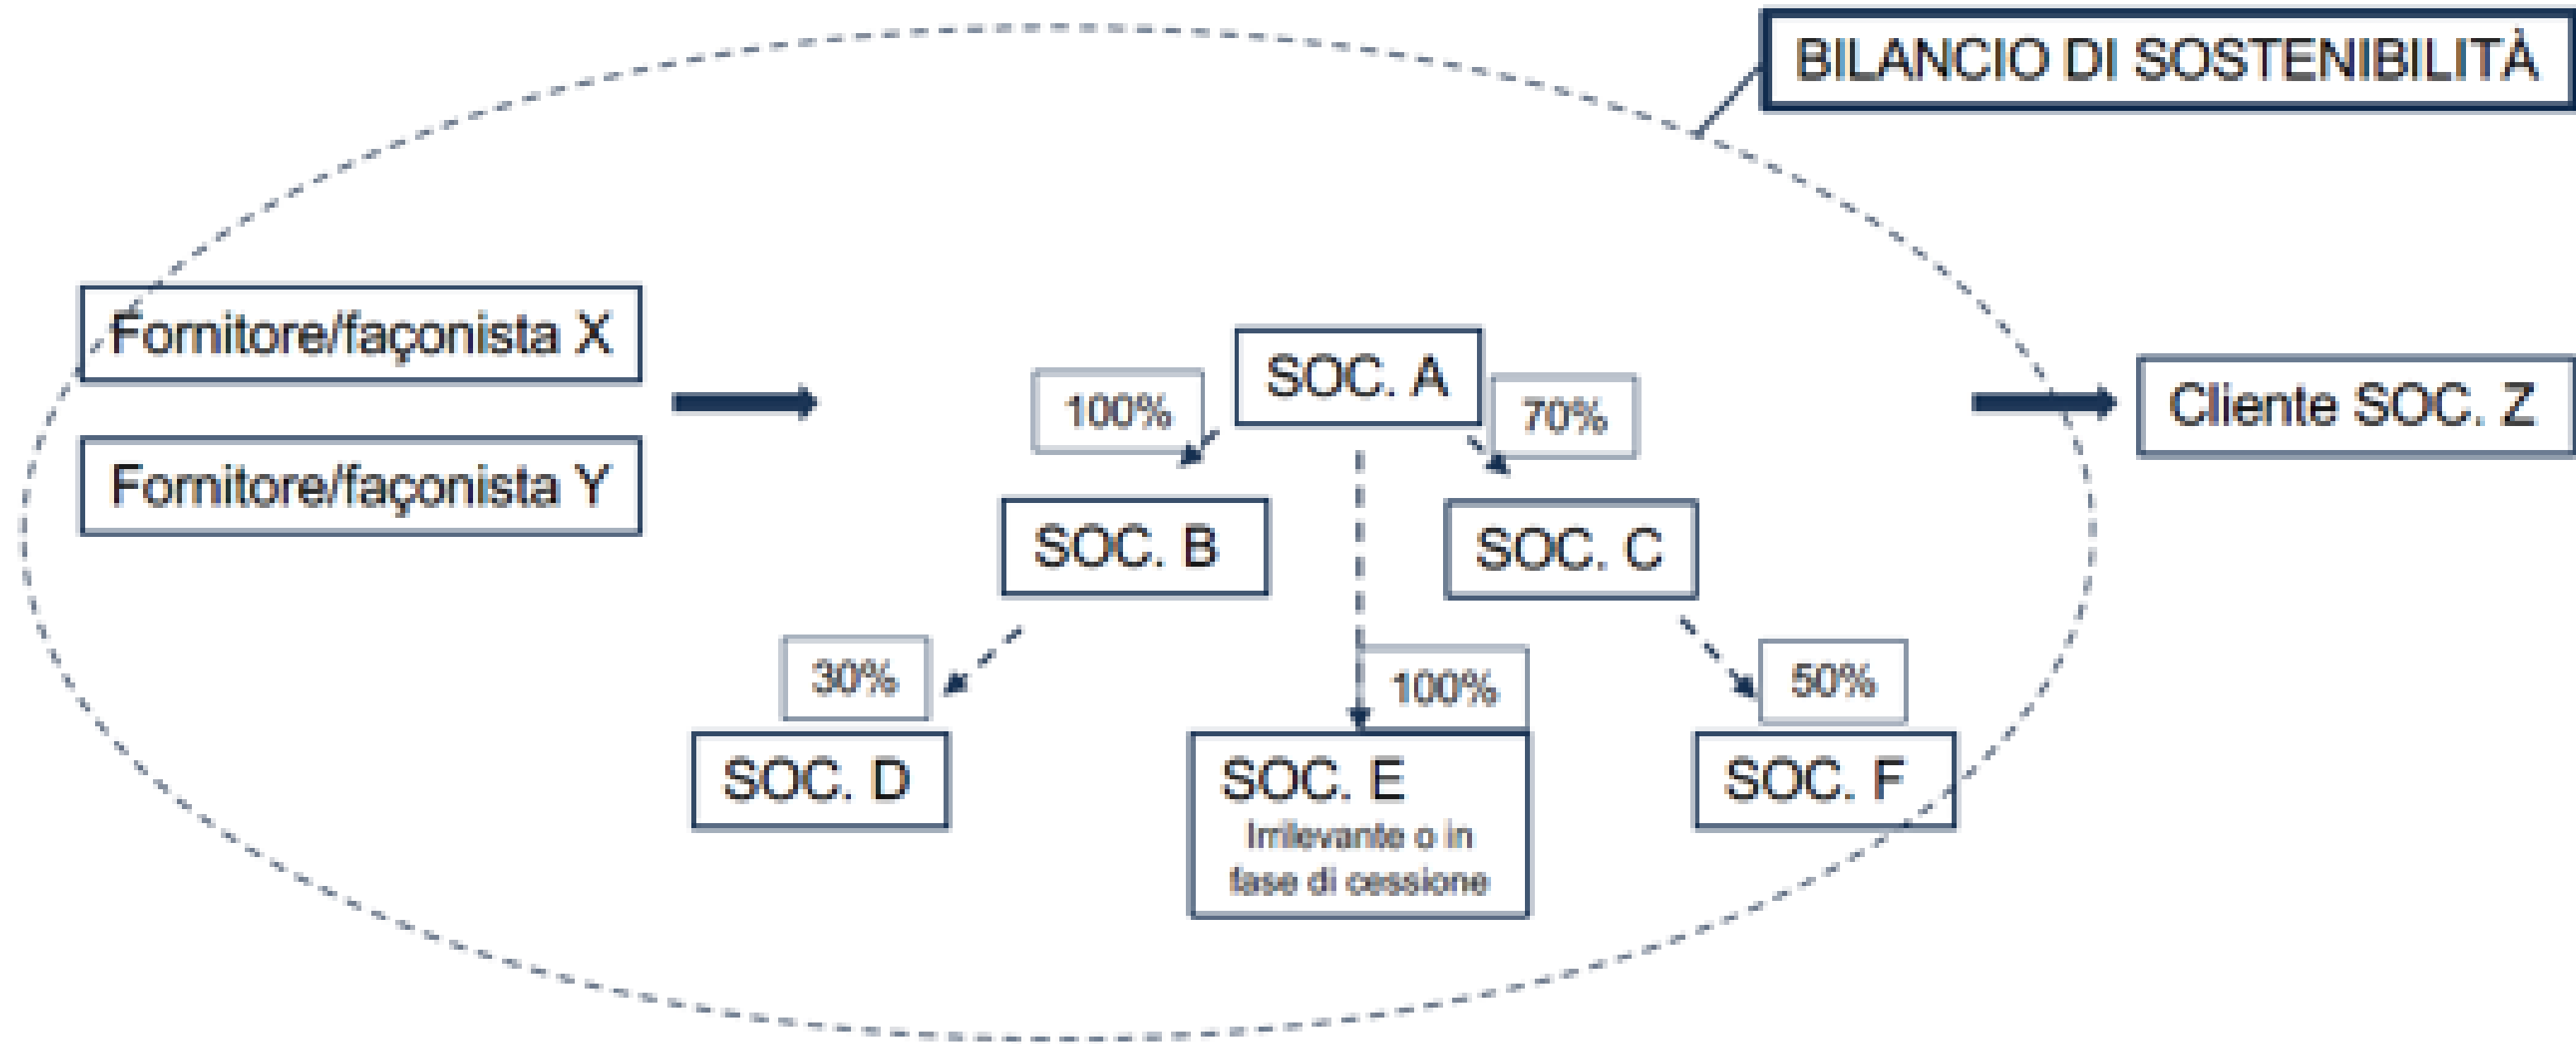 BILANCIO DI SOSTENIBILITÀ
Fornitore/façonista X
SOC. A
100%
70%
Cliente SOC. Z
Fornitore/façonista Y
SOC. B
SOC. C
30%
100%
50%
SOC. D
SOC. E
Irrilevante o in
fase di cessione
SOC. F